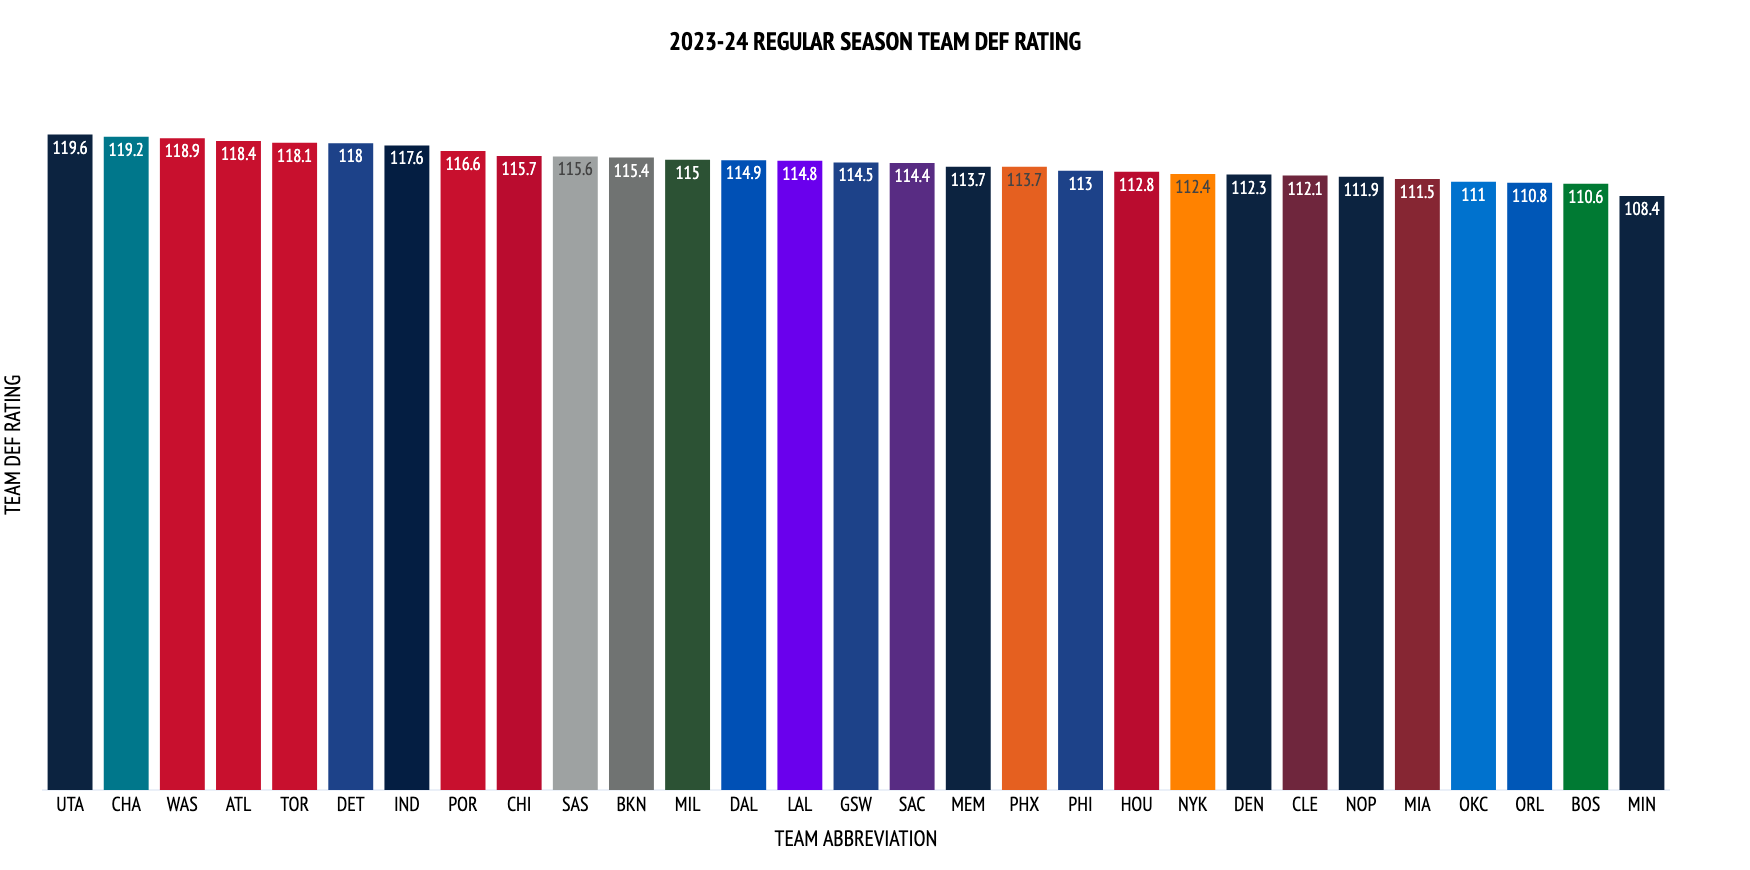 2023-24 REGULAR SEASON TEAM DEF RATING
TEAM DEF RATING
119.6 119.2 118.9 118.4 118.1 118 117.6 116.6 115.7 115.6 115.4 115 114.9 114.8 114.5 114.4 113.7 113.7 113 112.8 112.4 112.3 112.1 111.9 111.5 111 110.8 110.6 108.4
UTA CHA WAS ATL TOR DET IND POR CHI SAS BKN MIL DAL LAL GSW SAC MEM PHX PHI HOU NYK DEN CLE NOP MIA OKC ORL BOS MIN
TEAM ABBREVIATION